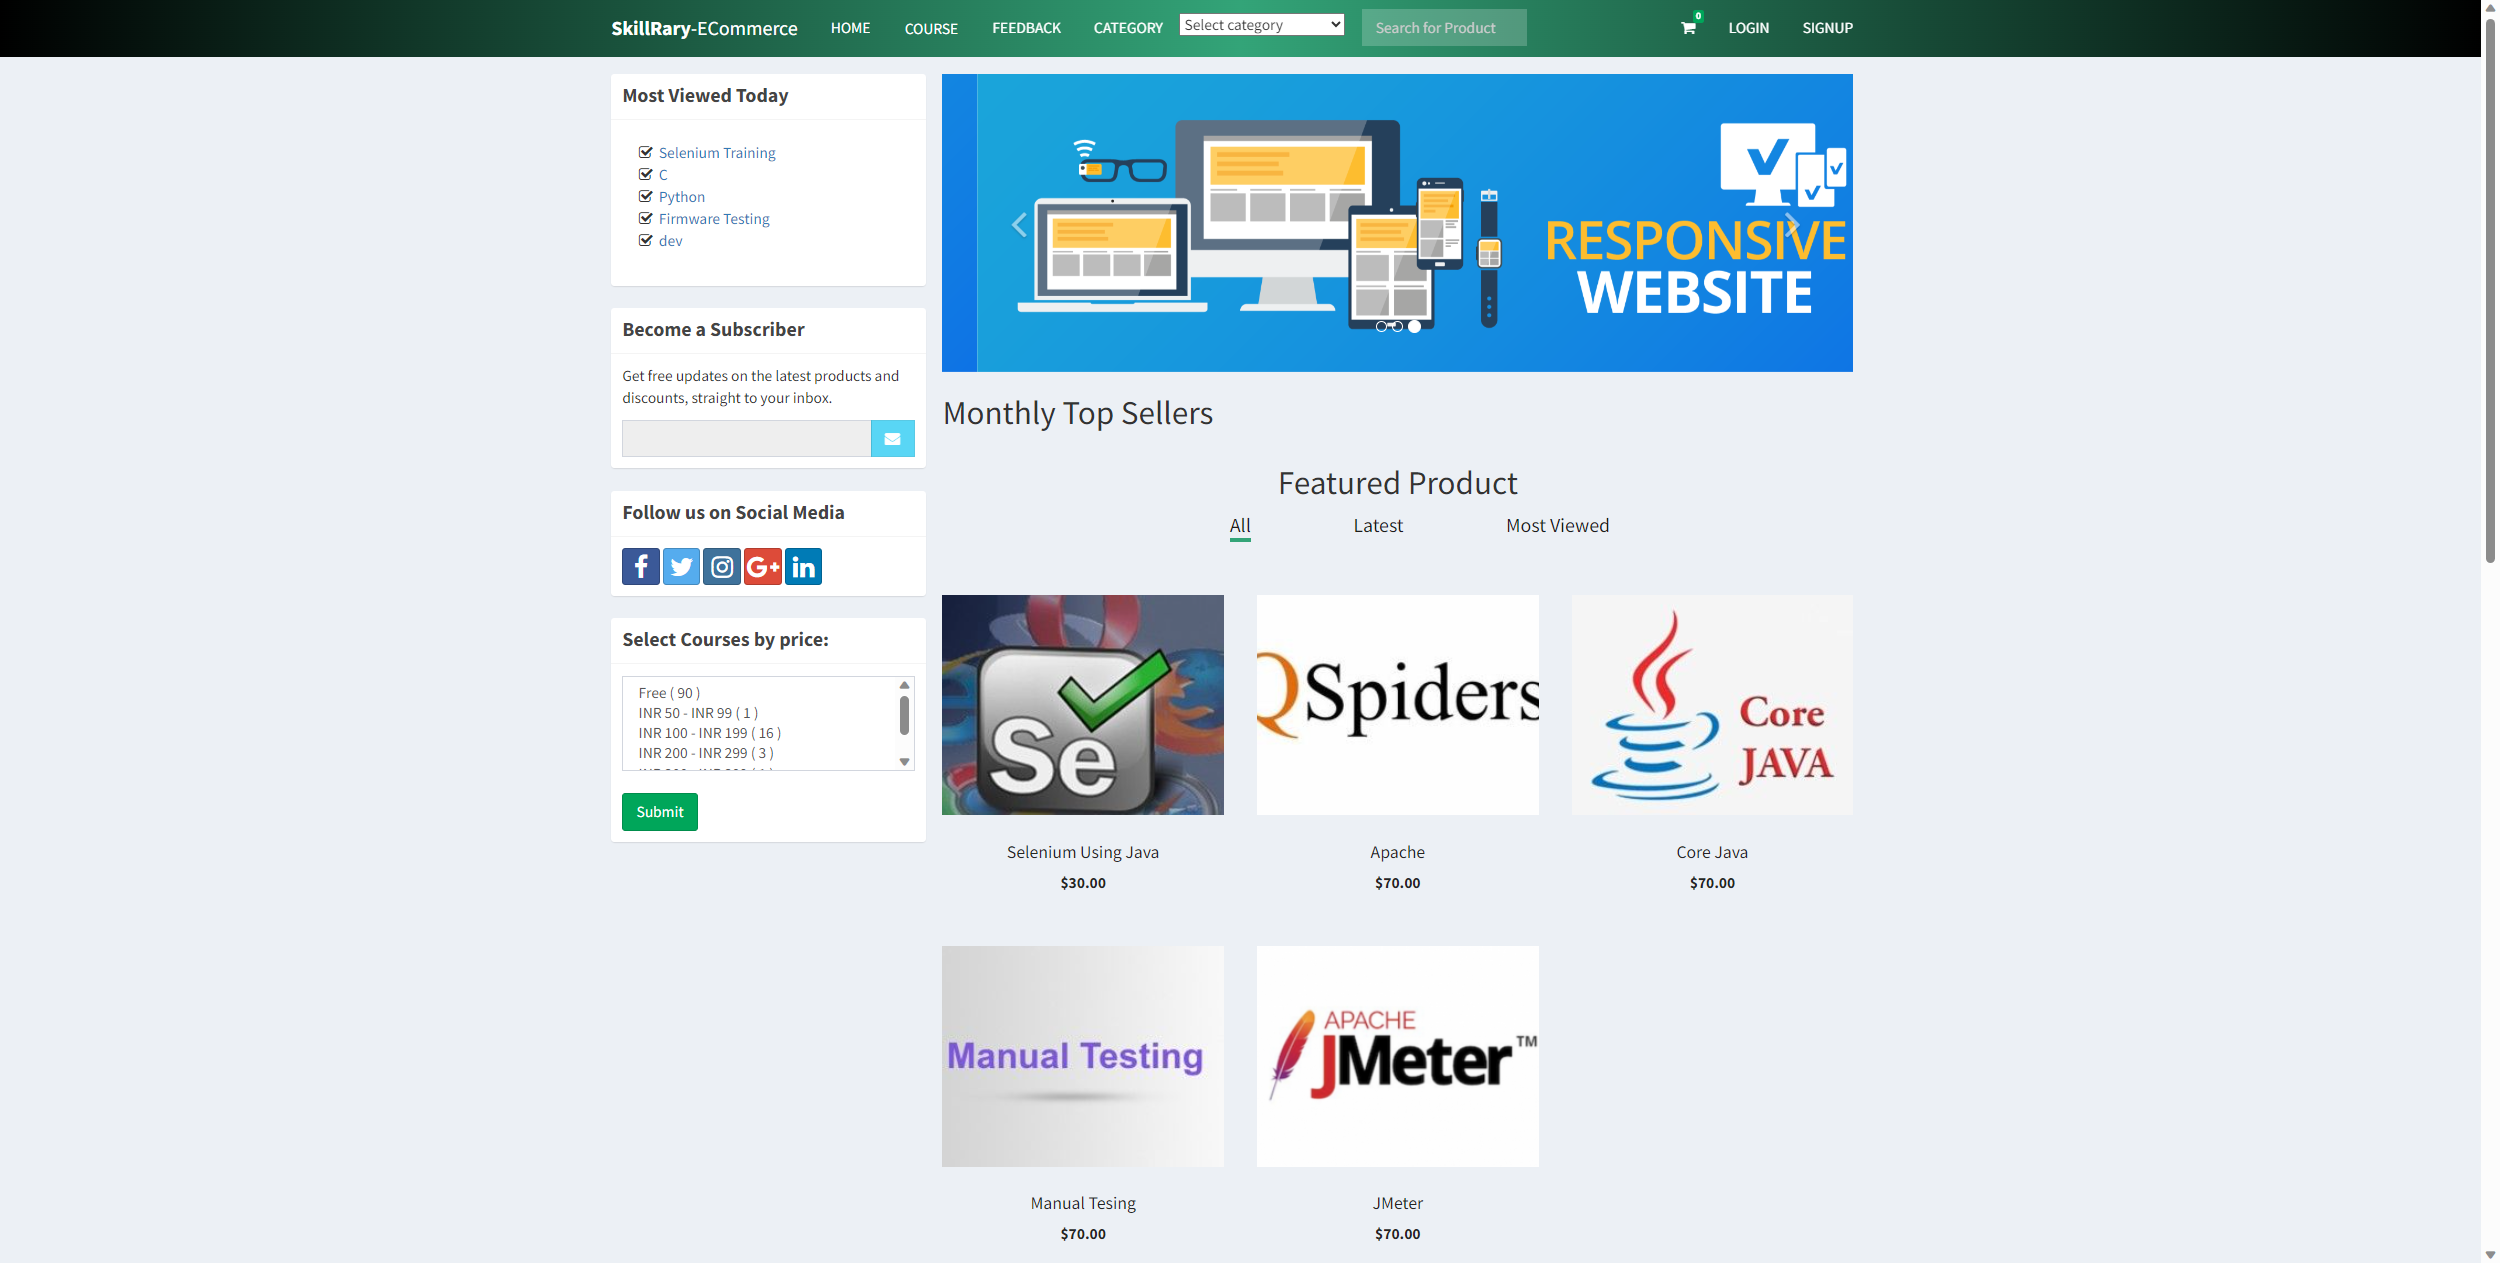 SkillRary-ECommerce HOME COURSE FEEDBACK CATEGORY Select category Search for Product 0 LOGIN SIGNUP
Most Viewed Today
Selenium Training
C
Python
Firmware Testing
dev
Become a Subscriber
Get free updates on the latest products and
discounts, straight to your inbox.
Follow us on Social Media
f G+ in
Select Courses by price:
Free ( 90 )
INR 50 - INR 99 ( 1 )
INR 100 - INR 199 ( 16 )
INR 200 - INR 299 ( 3 )
Submit
RESPONSIVE
WEBSITE
Monthly Top Sellers
Featured Product
All Latest Most Viewed
Se
QSpiders
Core
JAVA
Selenium Using Java Apache Core Java
$30.00 $70.00 $70.00
Manual Testing
APACHE
JMeter™
Manual Tesing JMeter
$70.00 $70.00